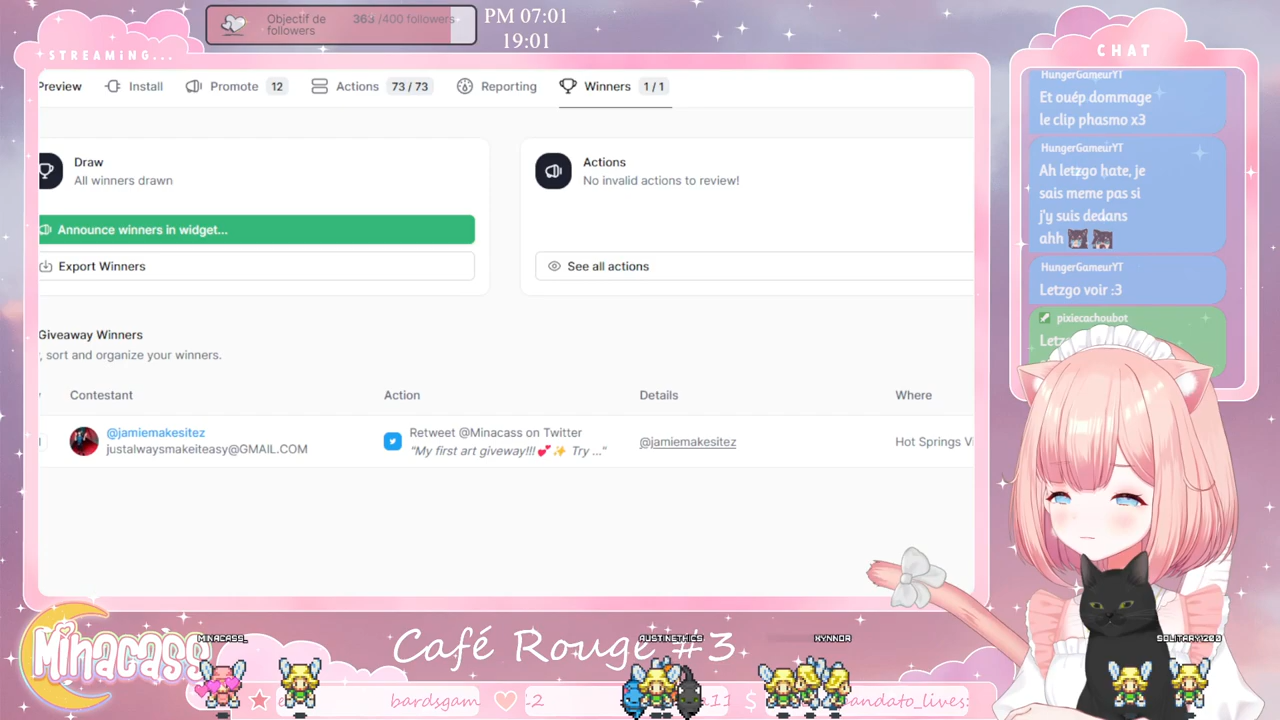 Objectif de
followers
/400 followers
PM 07:01
19:01
STREAMiNG...
CHAT
Preview
Install
Promote 12
Actions 73 / 73
Reporting
Winners 1 / 1
Draw
All winners drawn
Announce winners in widget...
Export Winners
Actions
No invalid actions to review!
See all actions
Giveaway Winners
, sort and organize your winners.
Contestant
Action
Details
Where
@jamiemakesitez
justalwaysmakeiteasy@GMAIL.COM
Retweet @Minacass on Twitter
"My first art giveway!!!💕✨ Try ..."
@jamiemakesitez
Hot Springs Vi
HungerGameurYT
Et ouép dommage
le clip phasmo x3
HungerGameurYT
Ah letzgo hate, je
sais meme pas si
j'y suis dedans
ahh
HungerGameurYT
Letzgo voir :3
pixiecachoubot
Letz
Minacass
MINACASS_
Café Rouge #3
AUSTINETHICS
KYNNOR
SOLITARY1200
bardsgam
-2
11
$
andato_lives: